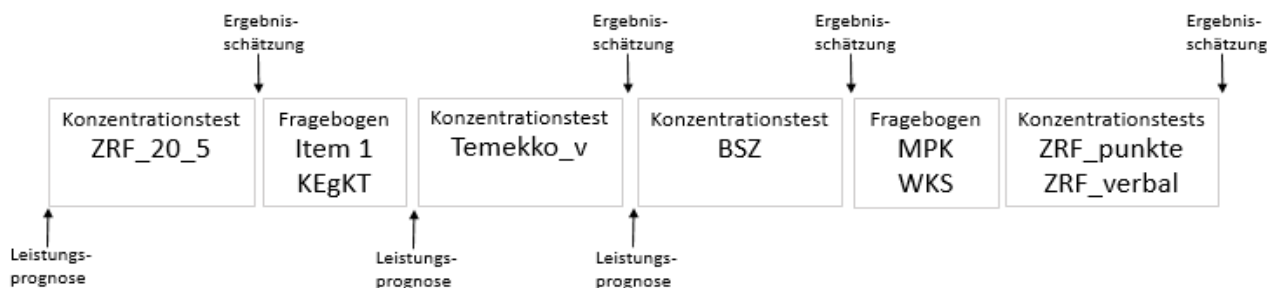 Ergebnis-
schätzung
Ergebnis-
schätzung
Ergebnis-
schätzung
Ergebnis-
schätzung
Konzentrationstest
ZRF_20_5
Fragebogen
Item 1
KEgKT
Konzentrationstest
Temekko_v
Konzentrationstest
BSZ
Fragebogen
MPK
WKS
Konzentrationstests
ZRF_punkte
ZRF_verbal
Leistungs-
prognose
Leistungs-
prognose
Leistungs-
prognose